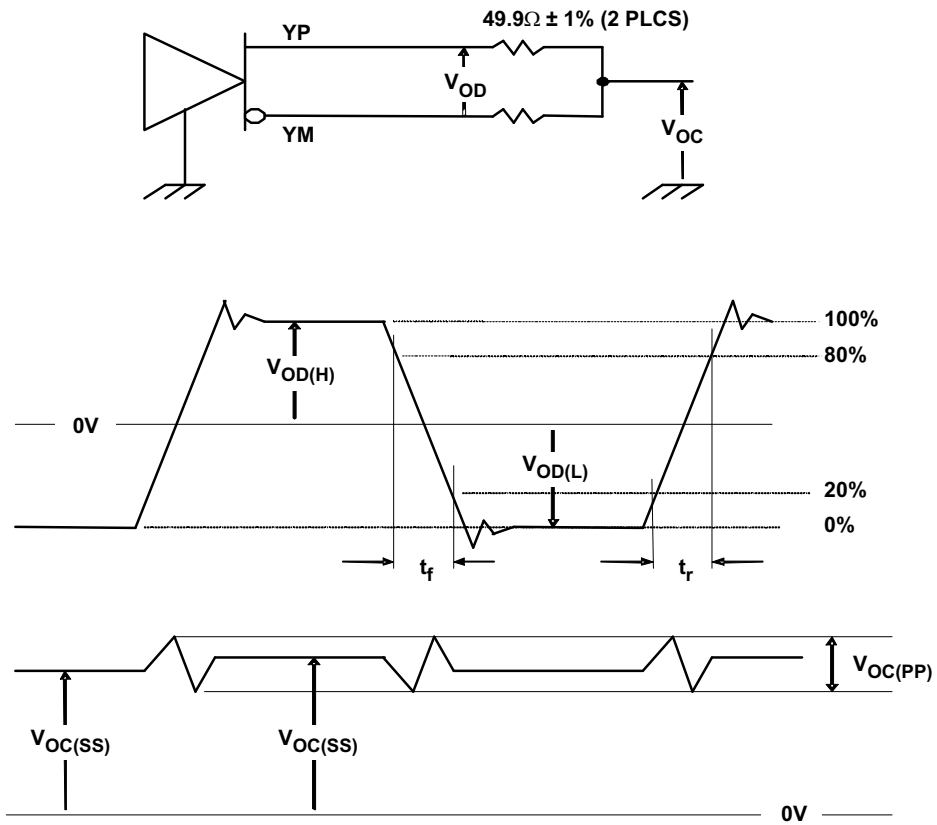 49.9Ω ± 1% (2 PLCS)
YP
VOD
YM
VOC
100%
80%
VOD(H)
0V
VOD(L)
20%
0%
tf
tr
VOC(PP)
VOC(SS)
VOC(SS)
0V